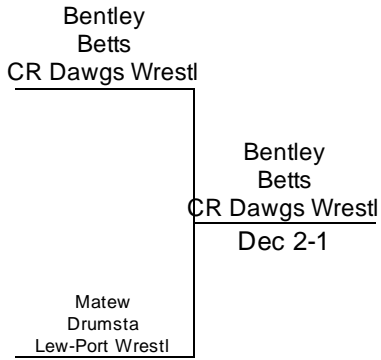 Bentley
Betts
CR Dawgs Wrestl
Bentley
Betts
CR Dawgs Wrestl
Dec 2-1
Matew
Drumsta
Lew-Port Wrestl